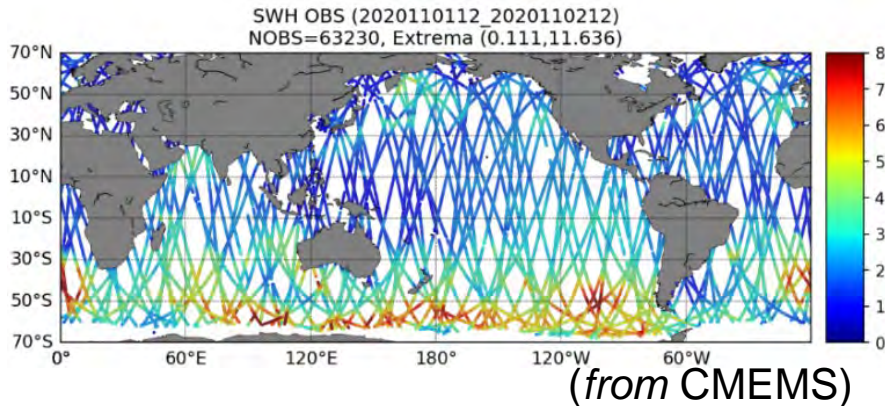 SWH OBS (2020110112_2020110212)
NOBS=63230, Extrema (0.111,11.636)
70°N
50°N
30°N
10°N
10°S
30°S
50°S
70°S
0°
60°E
120°E
180°
120°W
60°W
8
7
6
5
4
3
2
1
0
(from CMEMS)